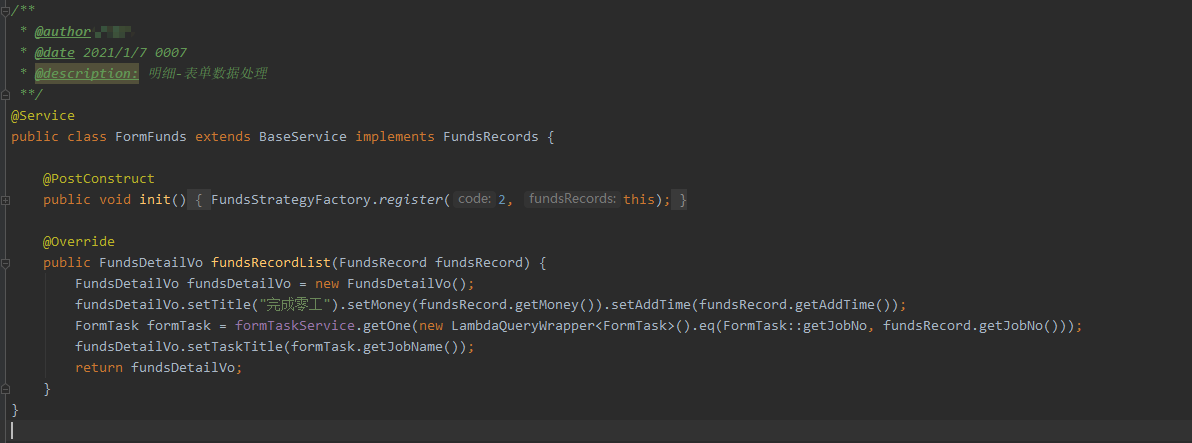 /**
* @author
* @date 2021/1/7 0007
* @description: 明细-表单数据处理
**/
@Service
public class FormFunds extends BaseService implements FundsRecords {
@PostConstruct
public void init() { FundsStrategyFactory.register( code: 2, fundsRecords: this); }
@Override
public FundsDetailVo fundsRecordList(FundsRecord fundsRecord) {
FundsDetailVo fundsDetailVo = new FundsDetailVo();
fundsDetailVo.setTitle("完成零工").setMoney(fundsRecord.getMoney()).setAddTime(fundsRecord.getAddTime());
FormTask formTask = formTaskService.getOne(new LambdaQueryWrapper<FormTask>().eq(FormTask::getJobNo, fundsRecord.getJobNo()));
fundsDetailVo.setTaskTitle(formTask.getJobName());
return fundsDetailVo;
}
}